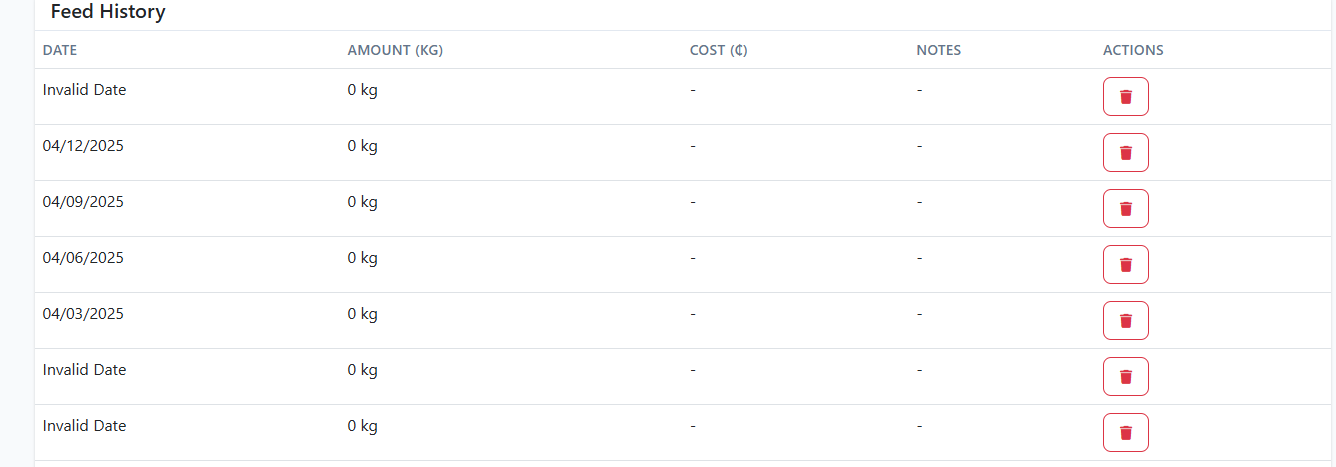 Feed History
DATE AMOUNT (KG) COST (₵) NOTES ACTIONS
Invalid Date 0 kg - -
04/12/2025 0 kg - -
04/09/2025 0 kg - -
04/06/2025 0 kg - -
04/03/2025 0 kg - -
Invalid Date 0 kg - -
Invalid Date 0 kg - -